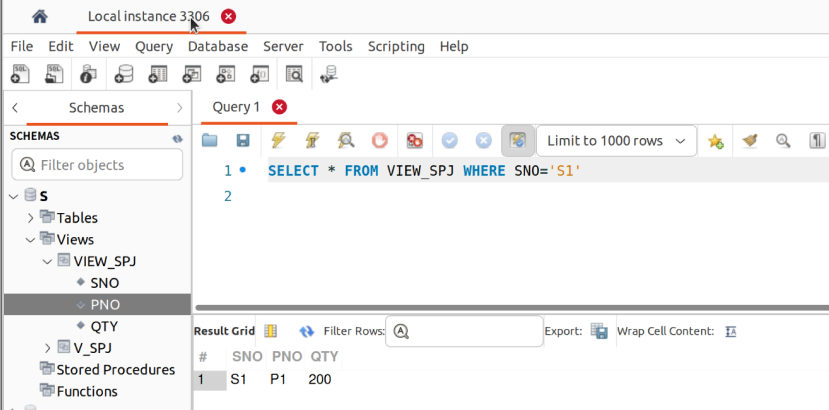 Local instance 3306
File Edit View Query Database Server Tools Scripting Help
Schemas
Query 1
SCHEMAS
Limit to 1000 rows
Filter objects
1 SELECT * FROM VIEW_SPJ WHERE SNO='S1'
2
S
Tables
Views
VIEW_SPJ
SNO
PNO
QTY
V_SPJ
Stored Procedures
Functions
Result Grid Filter Rows: Export: Wrap Cell Content:
# SNO PNO QTY
1 S1 P1 200